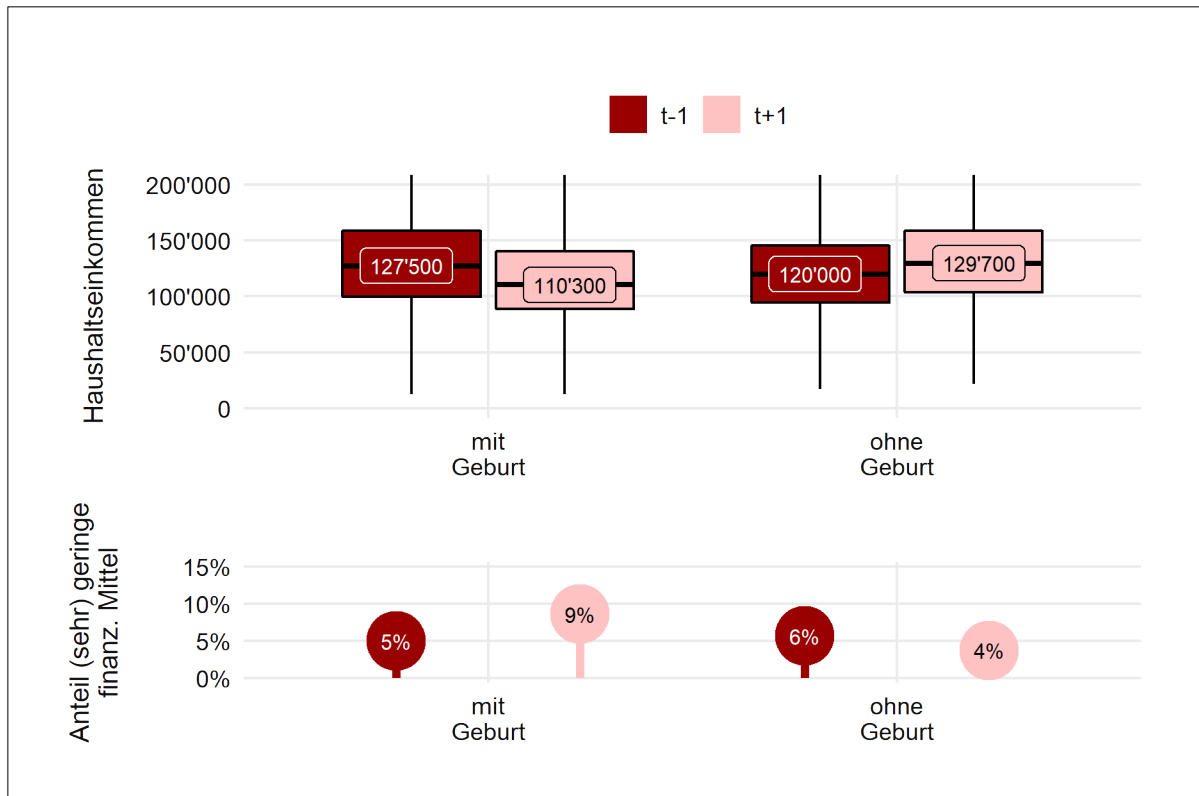 t-1
t+1
Haushaltseinkommen
200'000
150'000
100'000
50'000
0
127'500
110'300
120'000
129'700
mit
Geburt
ohne
Geburt
Anteil (sehr) geringe
finanz. Mittel
15%
10%
5%
0%
5%
9%
6%
4%
mit
Geburt
ohne
Geburt